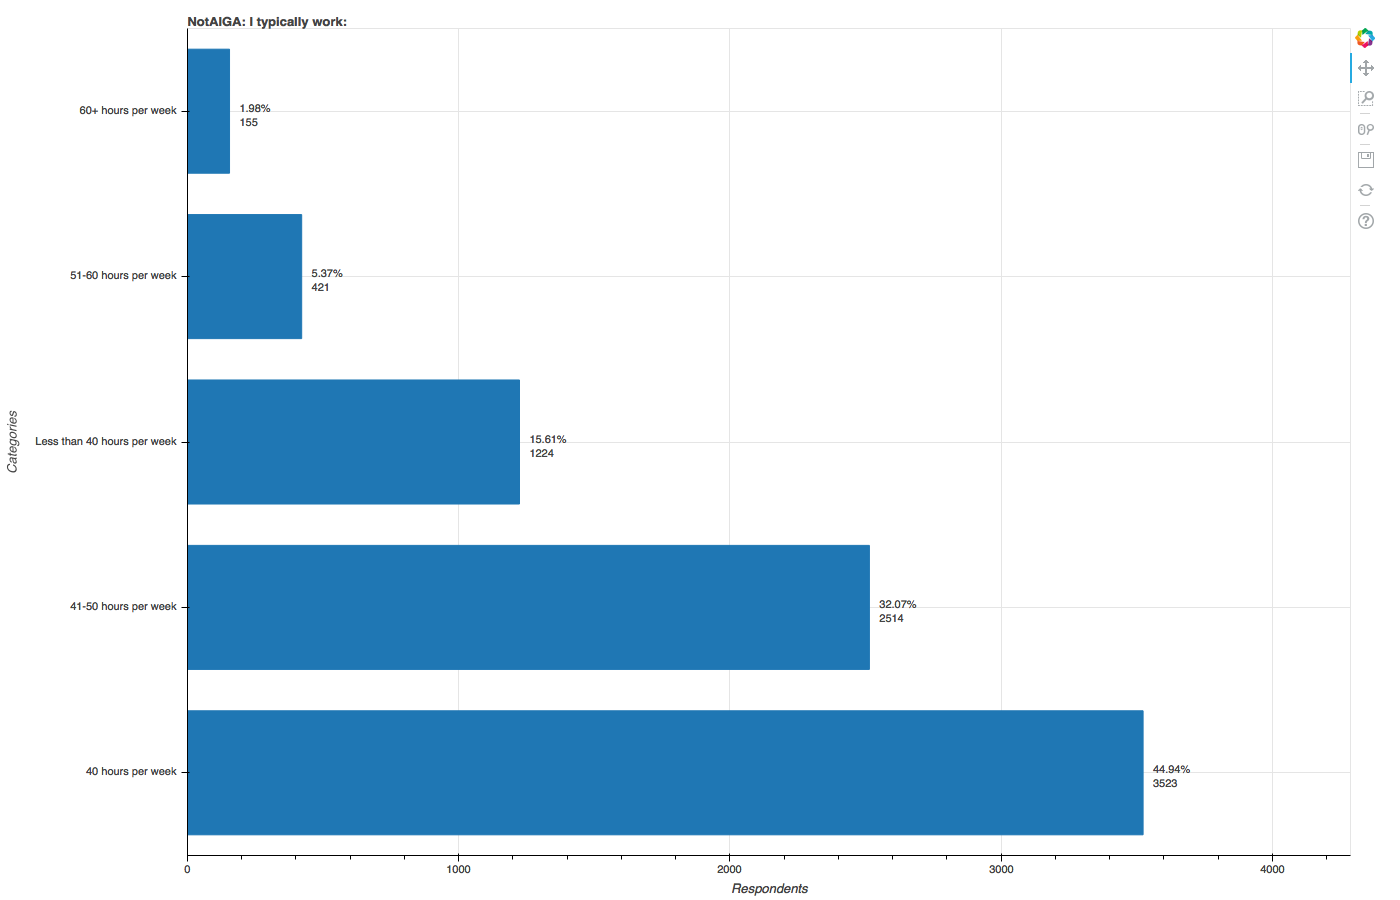 NotAIGA: I typically work:
60+ hours per week
1.98%
155
51-60 hours per week
5.37%
421
Less than 40 hours per week
15.61%
1224
41-50 hours per week
32.07%
2514
40 hours per week
44.94%
3523
Categories
0 1000 2000 3000 4000
Respondents